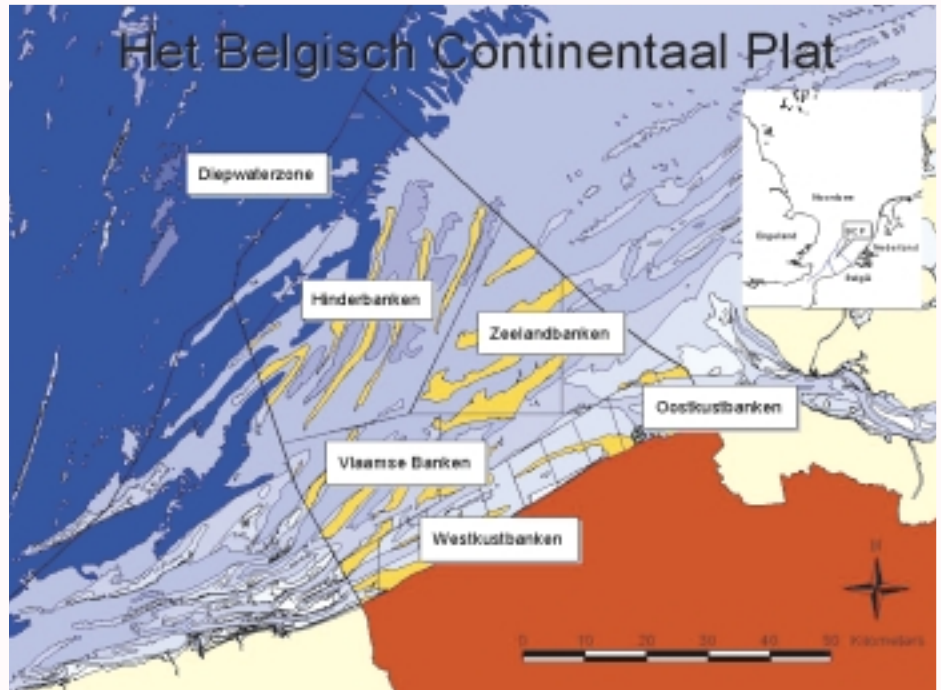 Het Belgisch Continentaal Plat
Diepwaterzone
Noordzee
Engeland
BCP
Nederland
België
Hinderbanken
Zeelandbanken
Oostkustbanken
Vlaamse Banken
Westkustbanken
N
0 10 20 30 40 50 Kilometers